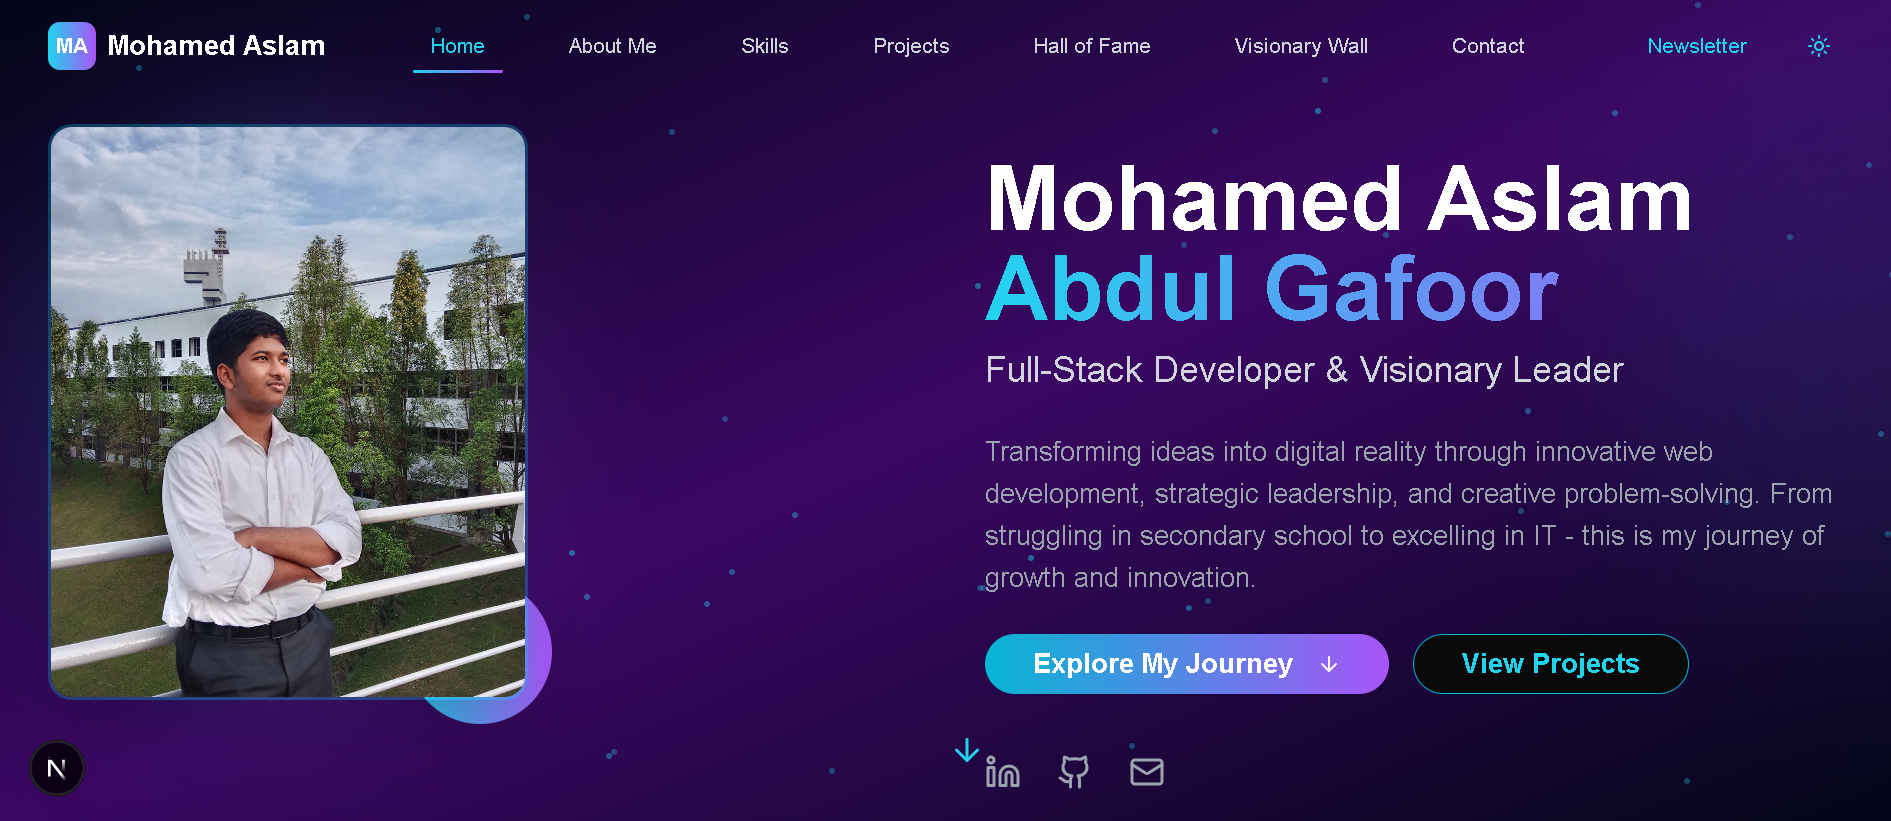 MA Mohamed Aslam Home About Me Skills Projects Hall of Fame Visionary Wall Contact Newsletter
Mohamed Aslam
Abdul Gafoor
Full-Stack Developer & Visionary Leader
Transforming ideas into digital reality through innovative web
development, strategic leadership, and creative problem-solving. From
struggling in secondary school to excelling in IT - this is my journey of
growth and innovation.
Explore My Journey View Projects
N